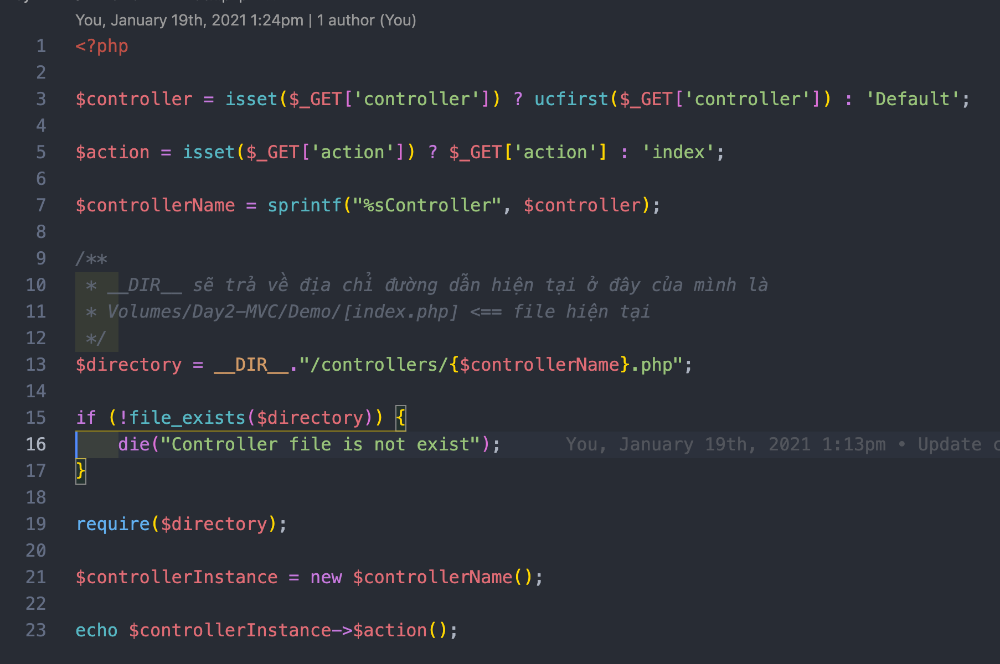 You, January 19th, 2021 1:24pm | 1 author (You)
1 <?php
2
3 $controller = isset($_GET['controller']) ? ucfirst($_GET['controller']) : 'Default';
4
5 $action = isset($_GET['action']) ? $_GET['action'] : 'index';
6
7 $controllerName = sprintf("%sController", $controller);
8
9 /**
10 * __DIR__ sẽ trả về địa chỉ đường dẫn hiện tại ở đây của mình là
11 * Volumes/Day2-MVC/Demo/[index.php] <== file hiện tại
12 */
13 $directory = __DIR__."/controllers/{$controllerName}.php";
14
15 if (!file_exists($directory)) {
16 die("Controller file is not exist"); You, January 19th, 2021 1:13pm • Update
17 }
18
19 require($directory);
20
21 $controllerInstance = new $controllerName();
22
23 echo $controllerInstance->$action();